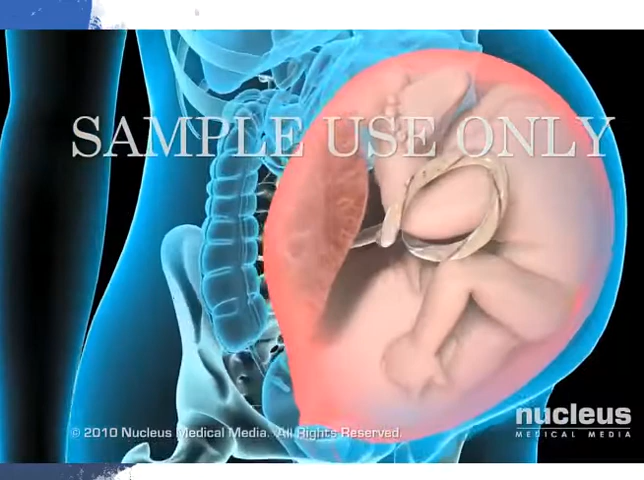 SAMPLE USE ONLY
© 2010 Nucleus Medical Media. All Rights Reserved.
nucleus
MEDICAL MEDIA